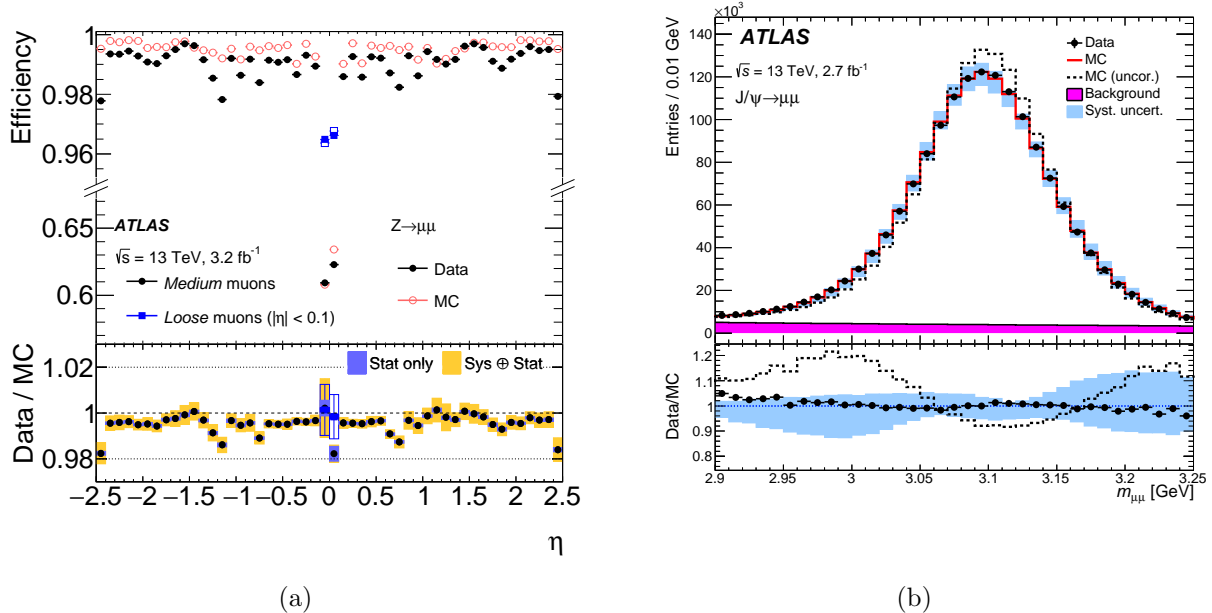 Efficiency
1
0.98
0.96
0.65
0.6
ATLAS
√s = 13 TeV, 3.2 fb⁻¹
Medium muons
Loose muons (|η| < 0.1)
Z→μμ
Data
MC
Data / MC
1.02
1
0.98
Stat only
Sys ⊕ Stat
−2.5 −2 −1.5 −1 −0.5 0 0.5 1 1.5 2 2.5
η
(a)
×10³
Entries / 0.01 GeV
140
120
100
80
60
40
20
0
ATLAS
√s = 13 TeV, 2.7 fb⁻¹
J/ψ→μμ
Data
MC
MC (uncor.)
Background
Syst. uncert.
Data/MC
1.2
1.1
1
0.9
0.8
2.9 2.95 3 3.05 3.1 3.15 3.2 3.25
m_μμ [GeV]
(b)